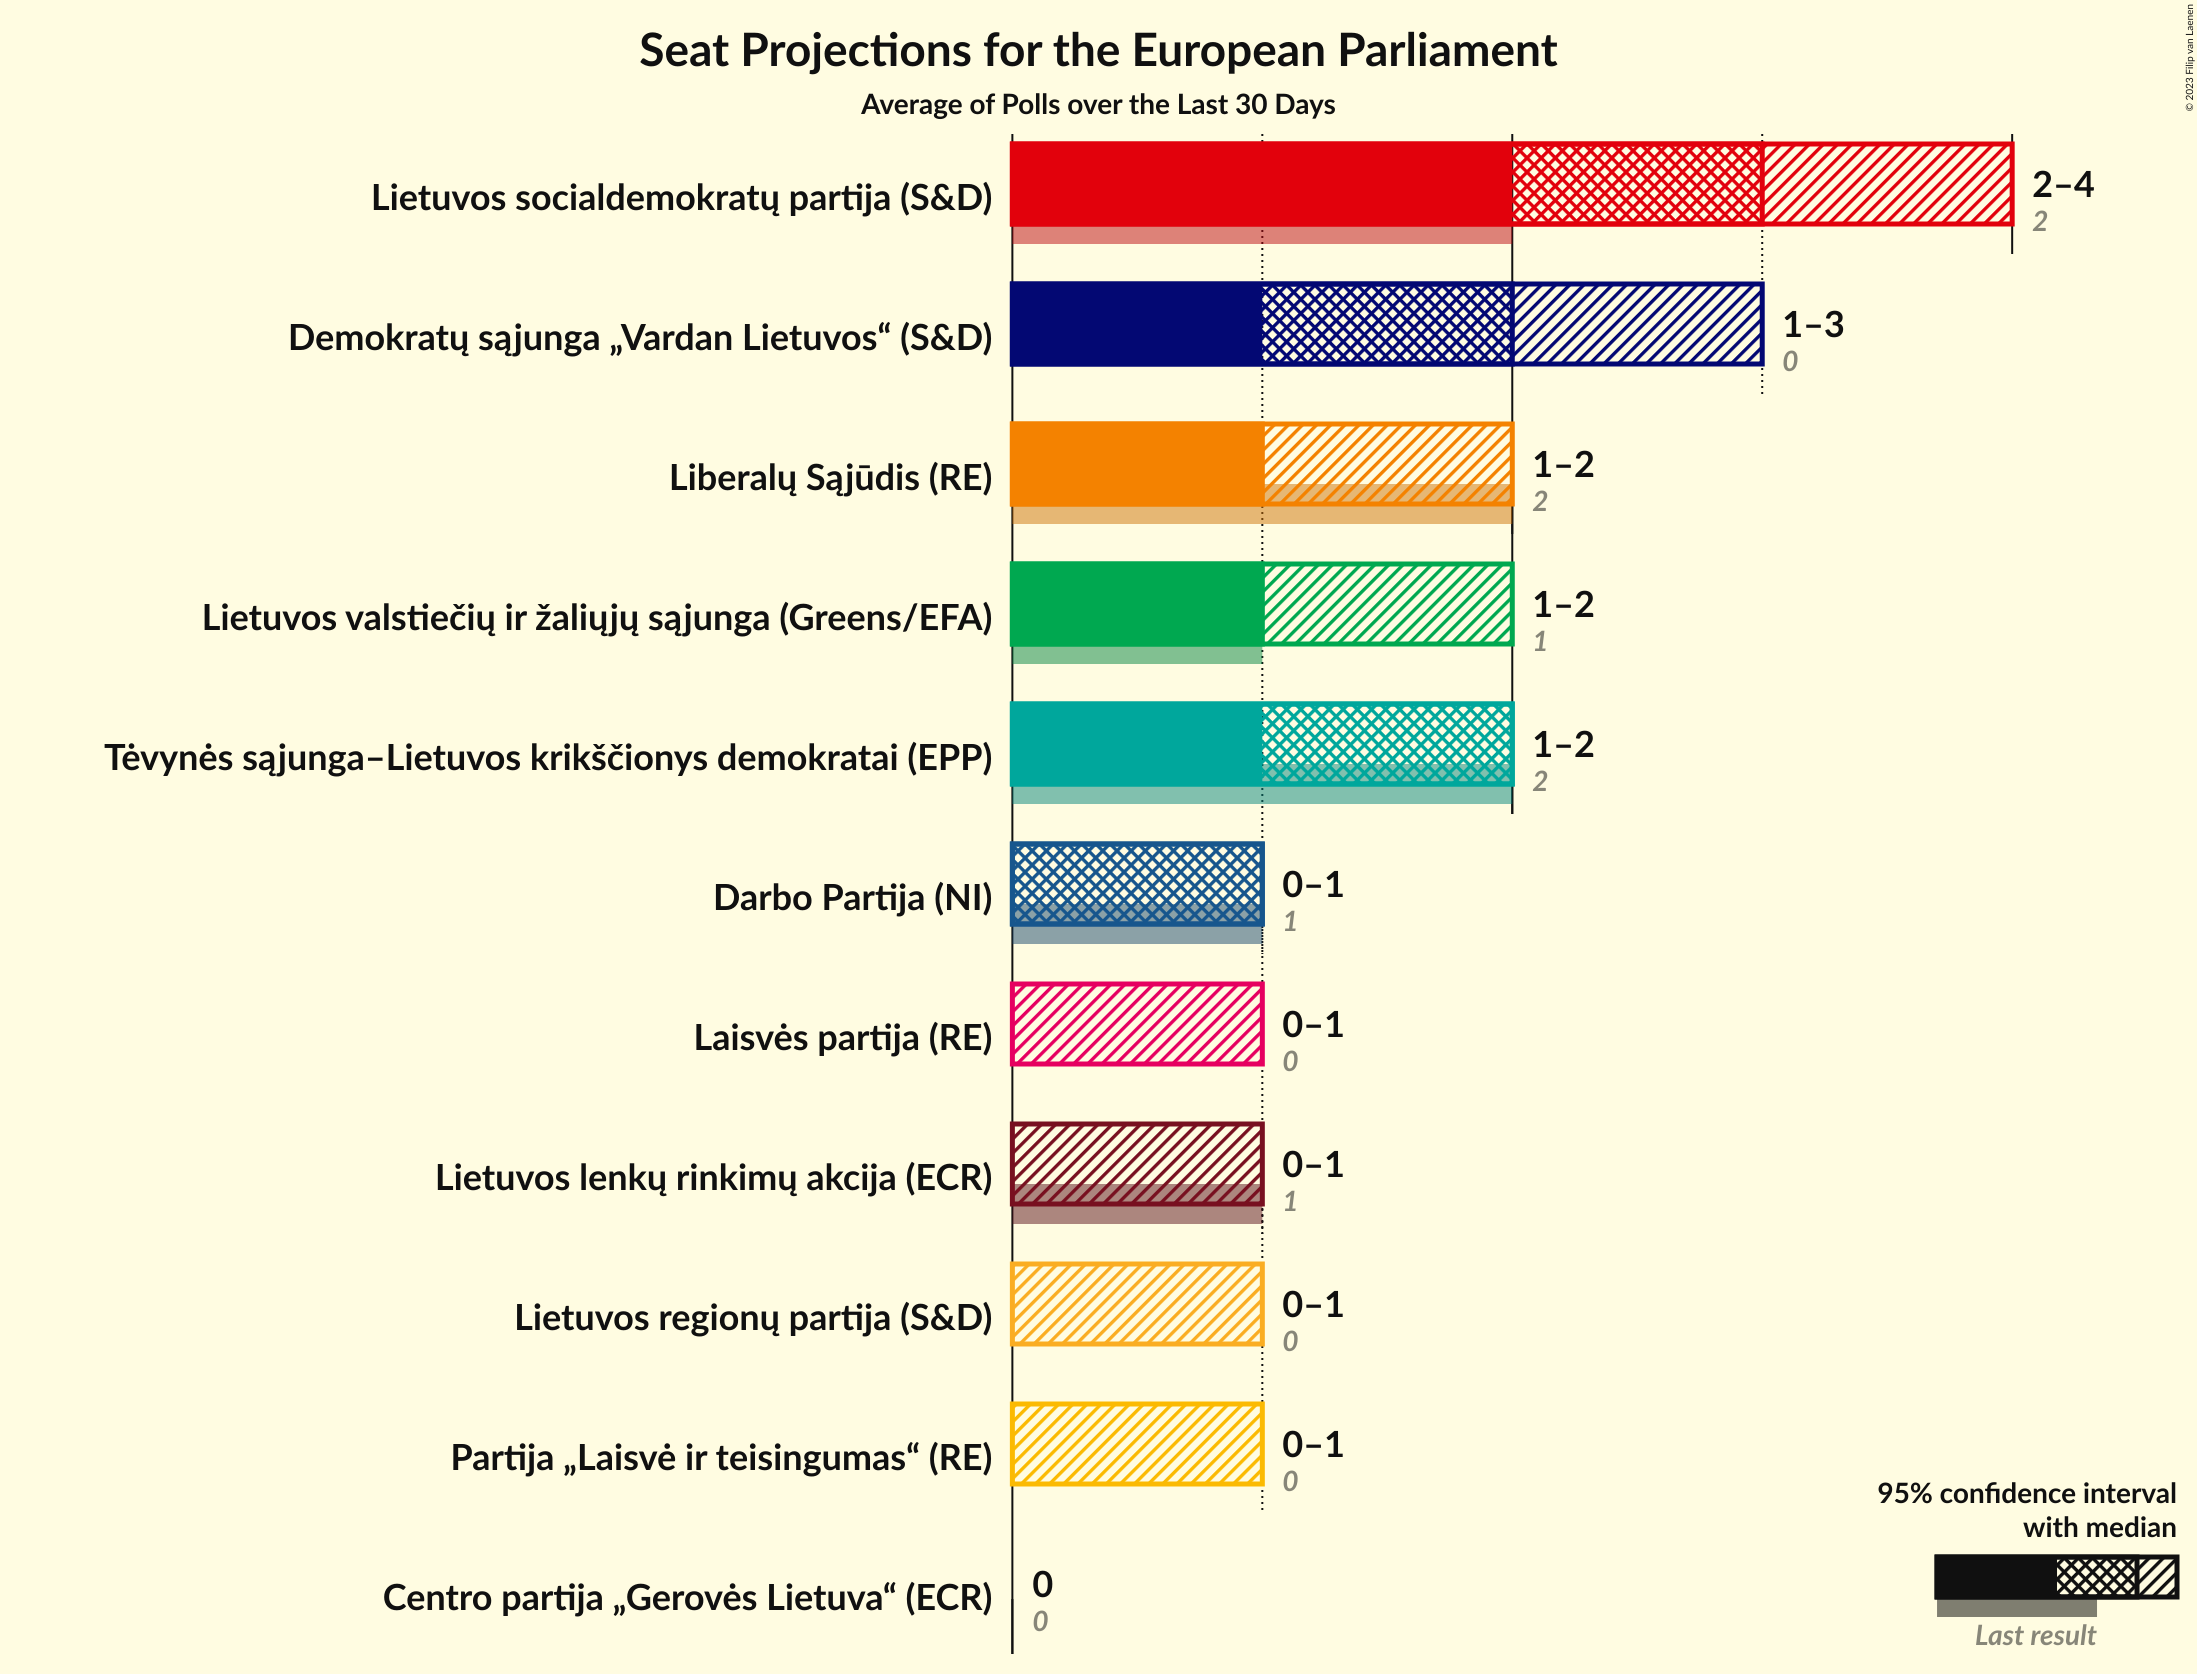 Seat Projections for the European Parliament
Average of Polls over the Last 30 Days
© 2023 Filip van Laenen
Lietuvos socialdemokratų partija (S&D)
2–4
2
Demokratų sąjunga „Vardan Lietuvos“ (S&D)
1–3
0
Liberalų Sąjūdis (RE)
1–2
2
Lietuvos valstiečių ir žaliųjų sąjunga (Greens/EFA)
1–2
1
Tėvynės sąjunga–Lietuvos krikščionys demokratai (EPP)
1–2
2
Darbo Partija (NI)
0–1
1
Laisvės partija (RE)
0–1
0
Lietuvos lenkų rinkimų akcija (ECR)
0–1
1
Lietuvos regionų partija (S&D)
0–1
0
Partija „Laisvė ir teisingumas“ (RE)
0–1
0
Centro partija „Gerovės Lietuva“ (ECR)
0
0
95% confidence interval
with median
Last result